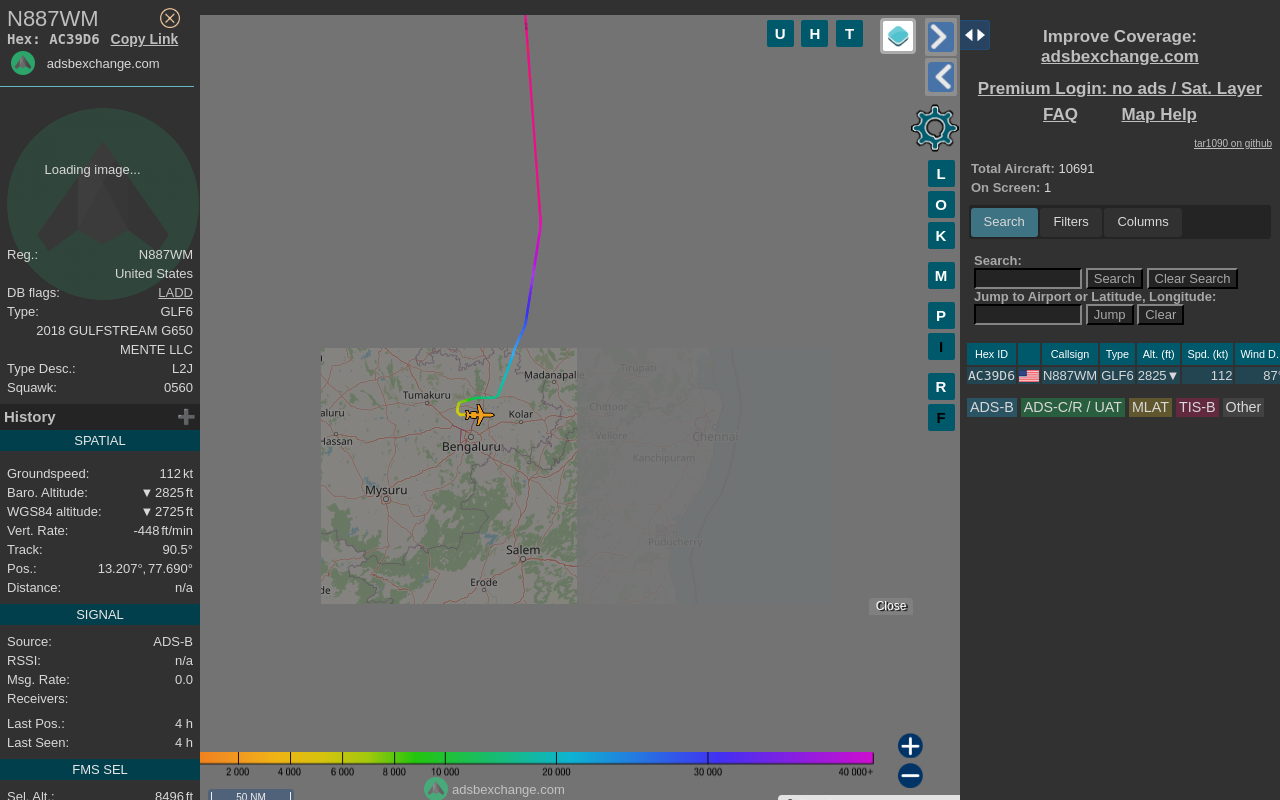 N887WM
Hex: AC39D6 Copy Link
adsbexchange.com
Loading image...
Reg.: N887WM
United States
DB flags: LADD
Type: GLF6
2018 GULFSTREAM G650
MENTE LLC
Type Desc.: L2J
Squawk: 0560
History
SPATIAL
Groundspeed: 112 kt
Baro. Altitude: ▼ 2825 ft
WGS84 altitude: ▼ 2725 ft
Vert. Rate: -448 ft/min
Track: 90.5°
Pos.: 13.207°, 77.690°
Distance: n/a
SIGNAL
Source: ADS-B
RSSI: n/a
Msg. Rate: 0.0
Receivers:
Last Pos.: 4 h
Last Seen: 4 h
FMS SEL
Sel. Alt.: 8496 ft
U H T
L
O
K
M
P
I
R
F
Tirupati
Madanapalle
Tumakuru
Chittoor
aluru
Kolar
Hassan
Vellore
Chennai
Bengaluru
Kanchipuram
Mysuru
Puducherry
Salem
Erode
de
Close
2 000 4 000 6 000 8 000 10 000 20 000 30 000 40 000+
adsbexchange.com
50 NM
Improve Coverage:
adsbexchange.com
Premium Login: no ads / Sat. Layer
FAQ Map Help
tar1090 on github
Total Aircraft: 10691
On Screen: 1
Search Filters Columns
Search:
Search Clear Search
Jump to Airport or Latitude, Longitude:
Jump Clear
Hex ID Callsign Type Alt. (ft) Spd. (kt) Wind D.
AC39D6 N887WM GLF6 2825▼ 112 87°
ADS-B ADS-C/R / UAT MLAT TIS-B Other